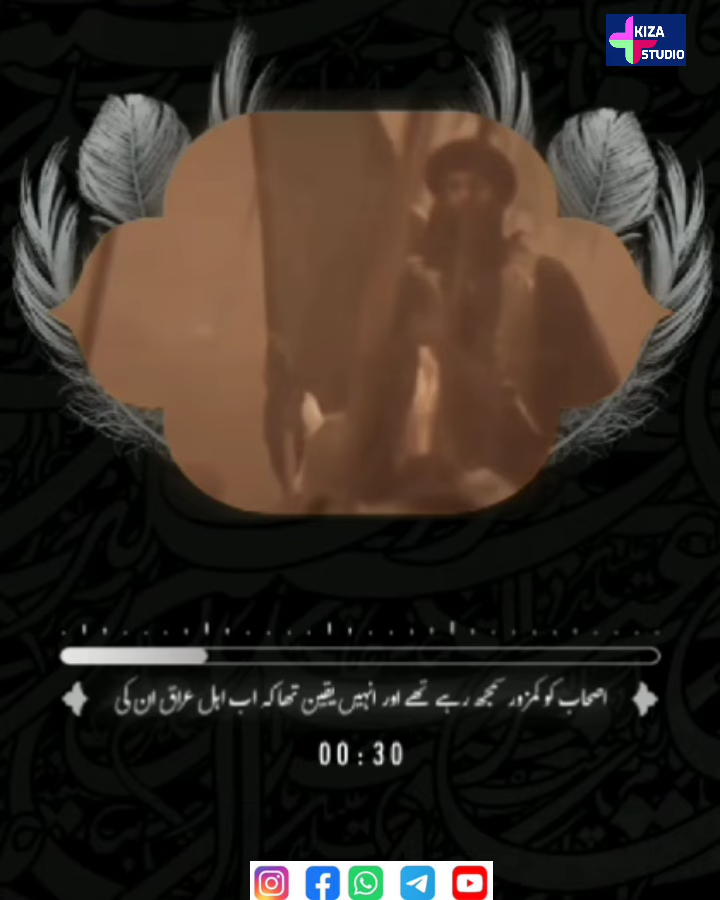 KIZA
STUDIO
اصحاب کو کمزور سمجھ رہے تھے اور انہیں یقین تھا کہ اب اہل عراق ان کی
00:30